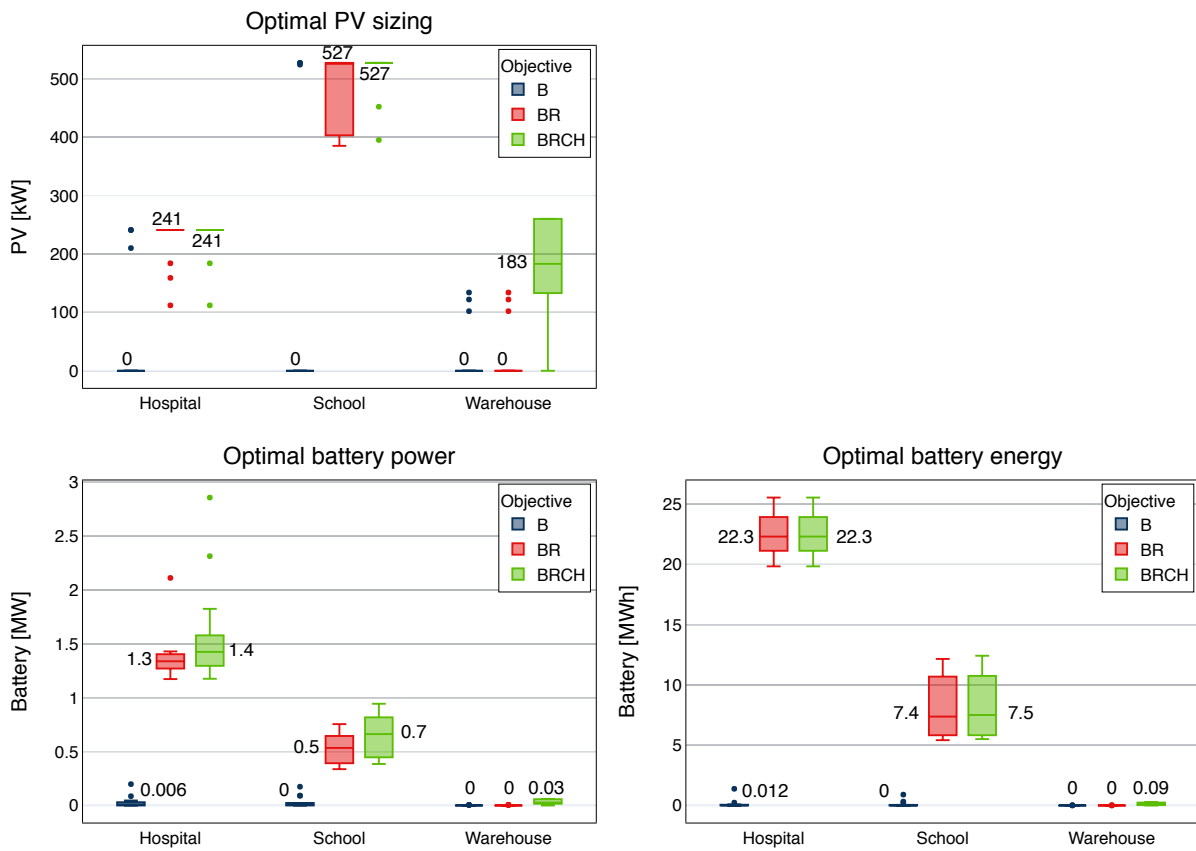 Optimal PV sizing
PV [kW]
500
400
300
200
100
0
0
241
241
0
527
527
0
0
183
Hospital
School
Warehouse
Objective
B
BR
BRCH
Optimal battery power
Battery [MW]
3
2.5
2
1.5
1
0.5
0
0.006
1.3
1.4
0
0.5
0.7
0
0
0.03
Hospital
School
Warehouse
Objective
B
BR
BRCH
Optimal battery energy
Battery [MWh]
25
20
15
10
5
0
0.012
22.3
22.3
0
7.4
7.5
0
0
0.09
Hospital
School
Warehouse
Objective
B
BR
BRCH